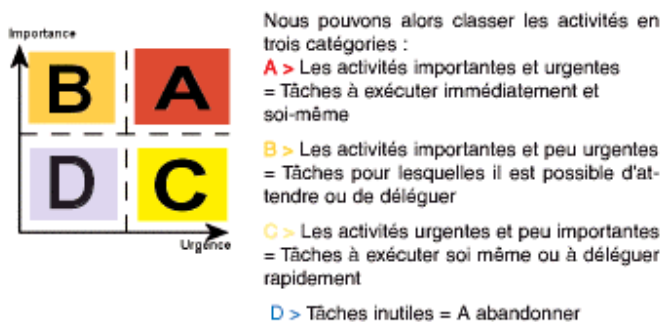 Importance
B A
D C
Urgence
Nous pouvons alors classer les activités en
trois catégories :
A > Les activités importantes et urgentes
= Tâches à exécuter immédiatement et
soi-même
B > Les activités importantes et peu urgentes
= Tâches pour lesquelles il est possible d'at-
tendre ou de déléguer
C > Les activités urgentes et peu importantes
= Tâches à exécuter soi même ou à déléguer
rapidement
D > Tâches inutiles = A abandonner